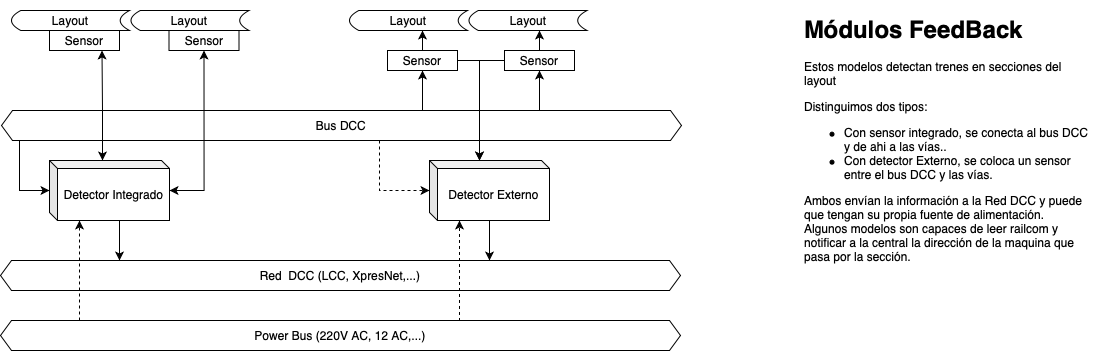 Layout
Layout
Layout
Layout
Sensor
Sensor
Sensor
Sensor
Bus DCC
Detector Integrado
Detector Externo
Red  DCC (LCC, XpresNet,...)
Power Bus (220V AC, 12 AC,...)
Módulos FeedBack
Estos modelos detectan trenes en secciones del
layout
Distinguimos dos tipos:
• Con sensor integrado, se conecta al bus DCC
y de ahi a las vías..
• Con detector Externo, se coloca un sensor
entre el bus DCC y las vías.
Ambos envían la información a la Red DCC y puede
que tengan su propia fuente de alimentación.
Algunos modelos son capaces de leer railcom y
notificar a la central la dirección de la maquina que
pasa por la sección.